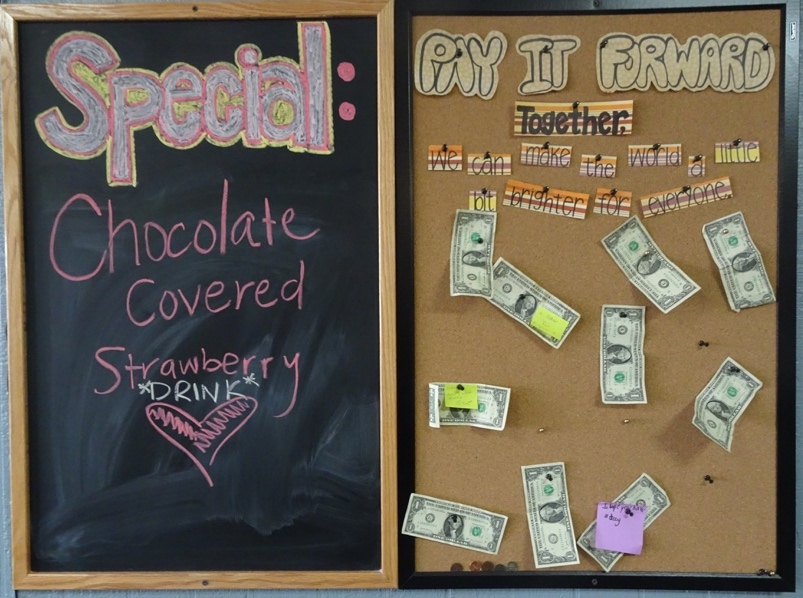 Special:
Chocolate
Covered
Strawberry
*DRINK*
PAY IT FORWARD
Together,
we can make the world a little
bit brighter for everyone.